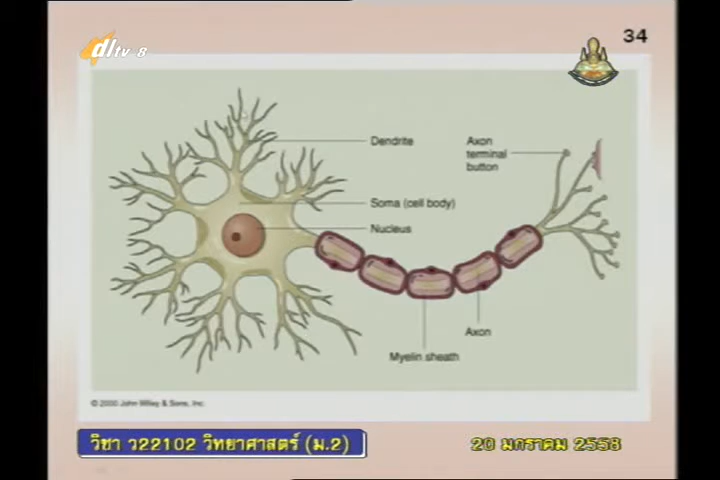 dltv 8
34
Dendrite
Axon
terminal
button
Soma (cell body)
Nucleus
Axon
Myelin sheath
© 2000 John Wiley & Sons, Inc.
วิชา ว22102 วิทยาศาสตร์ (ม.2)
20 มกราคม 2558